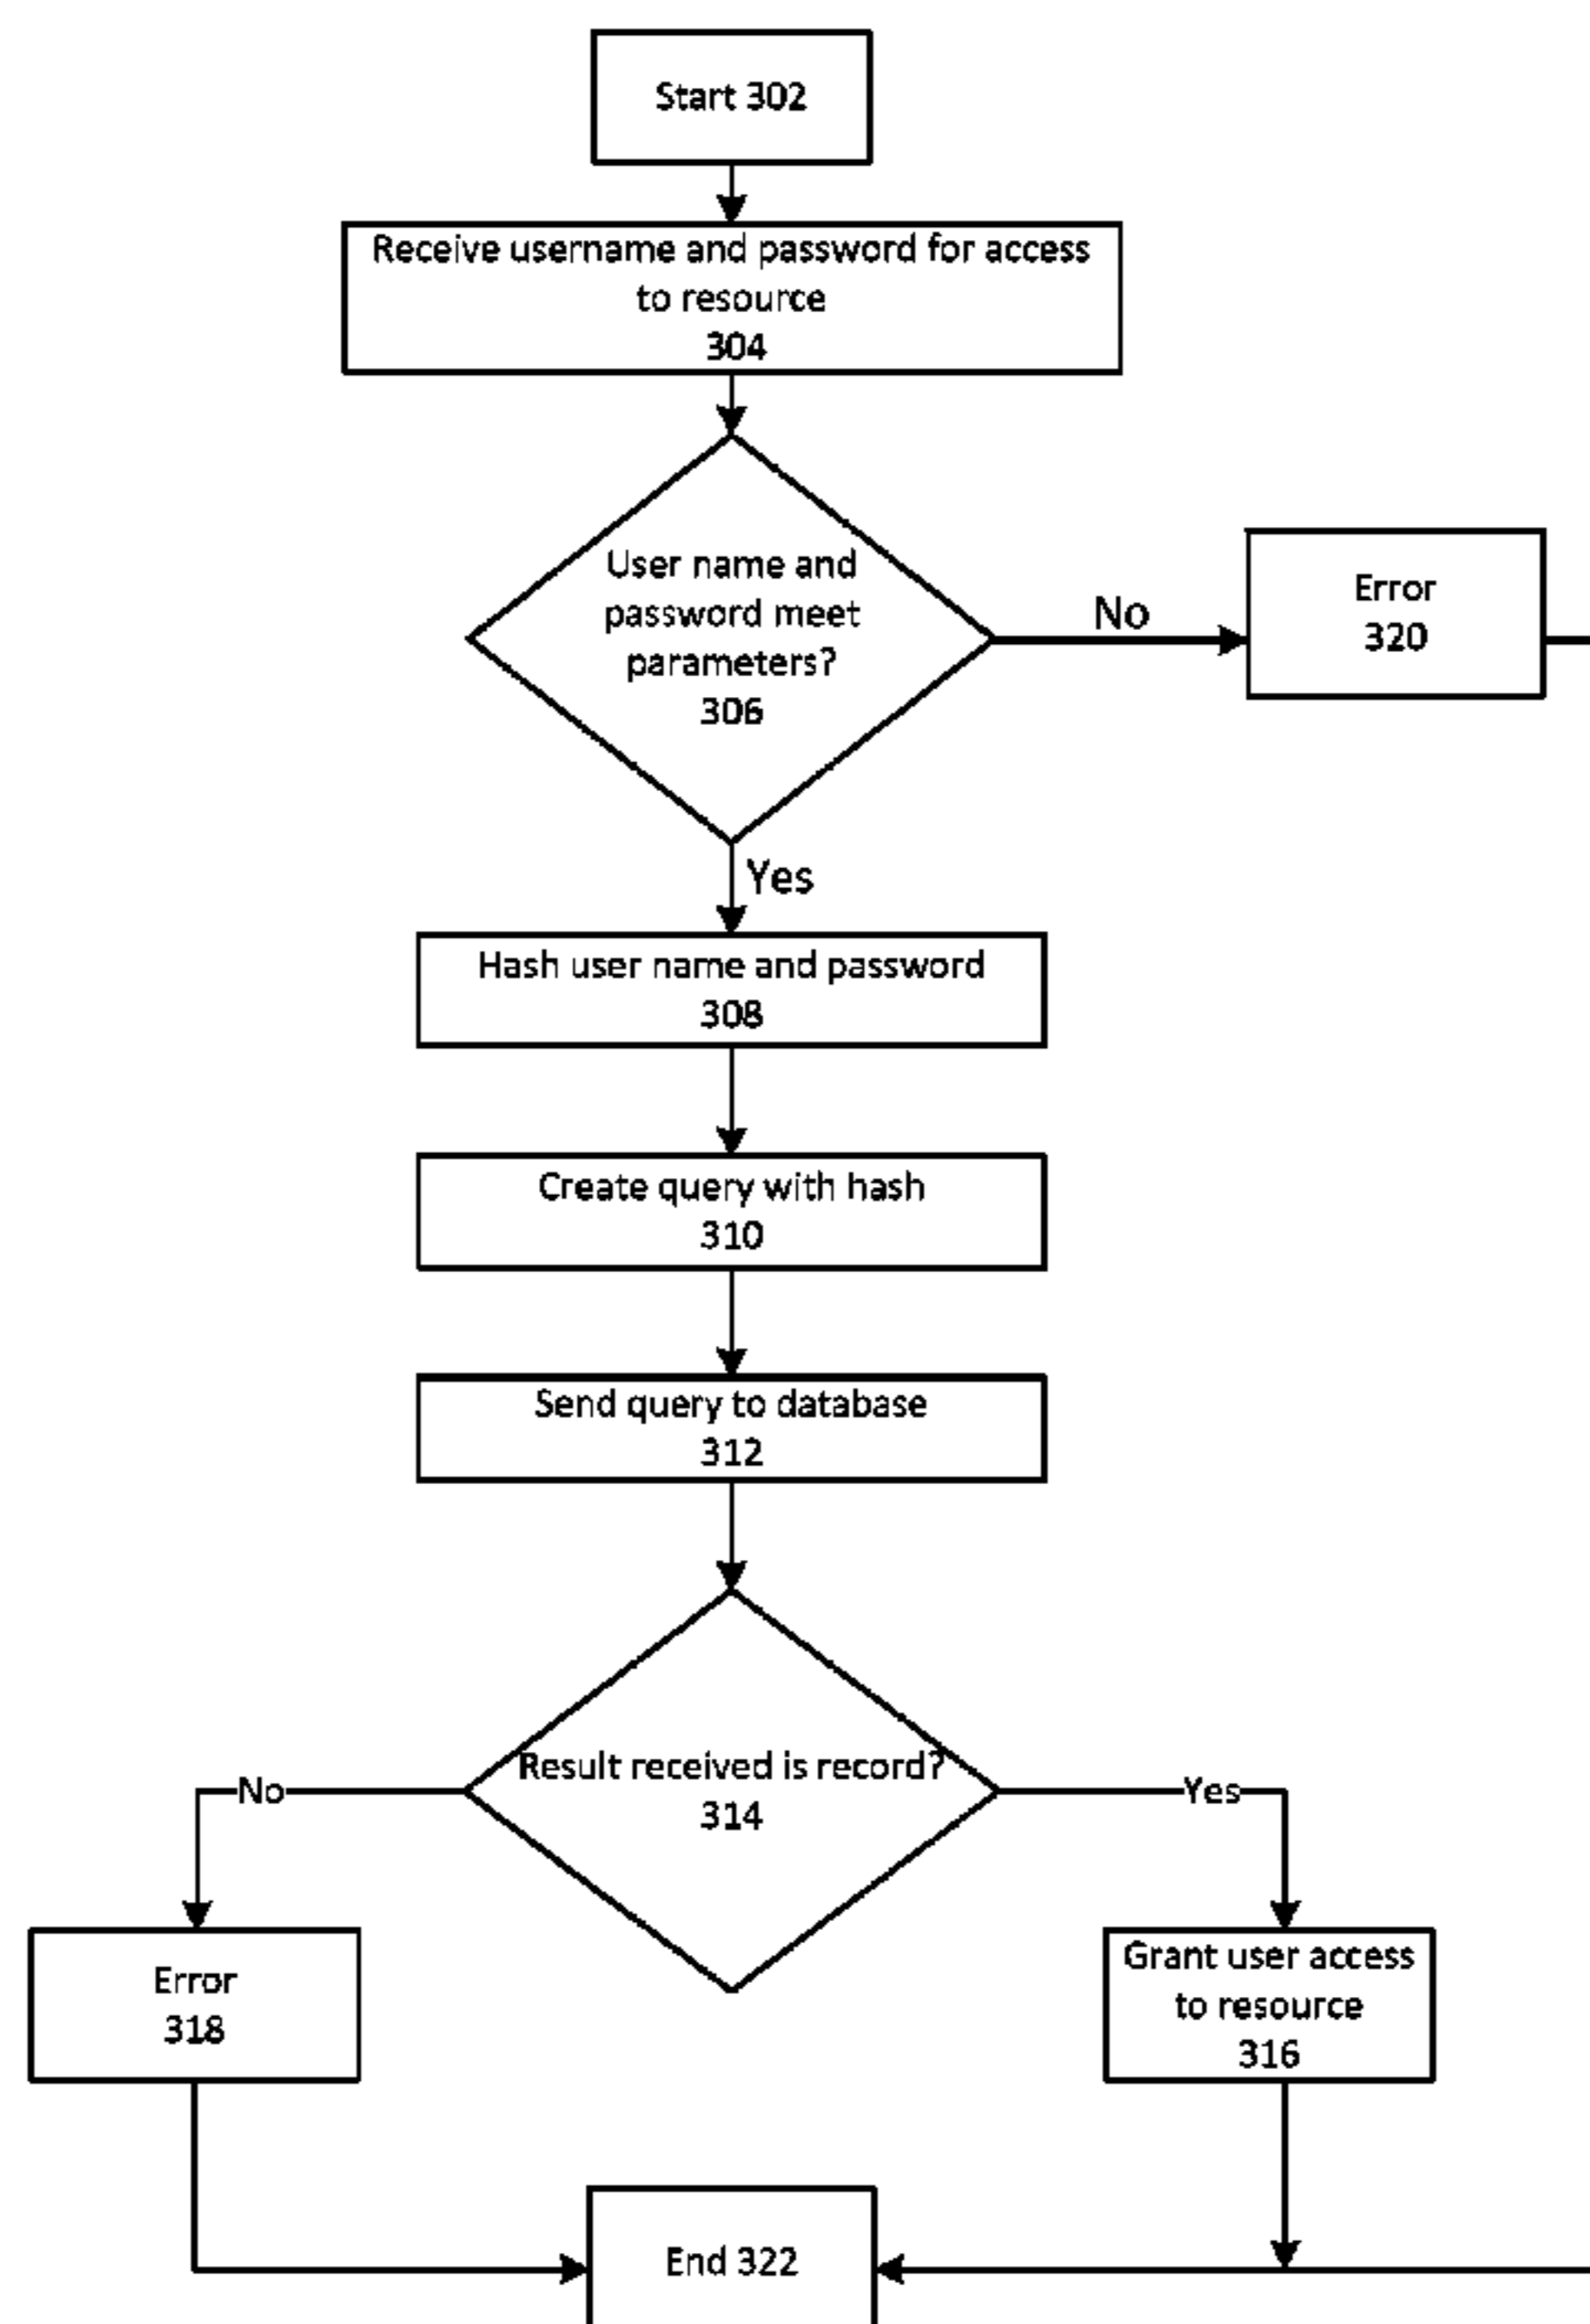 Start 302
Receive username and password for access
to resource
304
User name and
password meet
parameters?
306
No
Error
320
Yes
Hash user name and password
308
Create query with hash
310
Send query to database
312
Result received is record?
314
No
Yes
Error
318
Grant user access
to resource
316
End 322